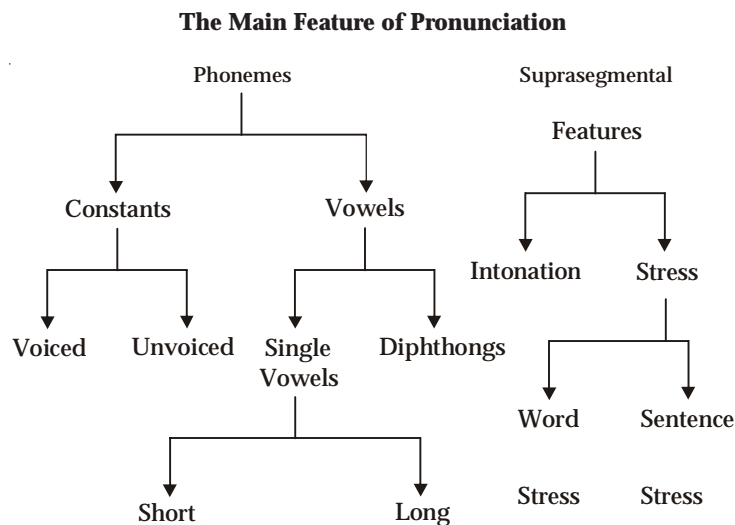 The Main Feature of Pronunciation
Phonemes
Suprasegmental
Features
Constants
Vowels
Intonation
Stress
Voiced
Unvoiced
Single
Vowels
Diphthongs
Word
Sentence
Stress
Stress
Short
Long